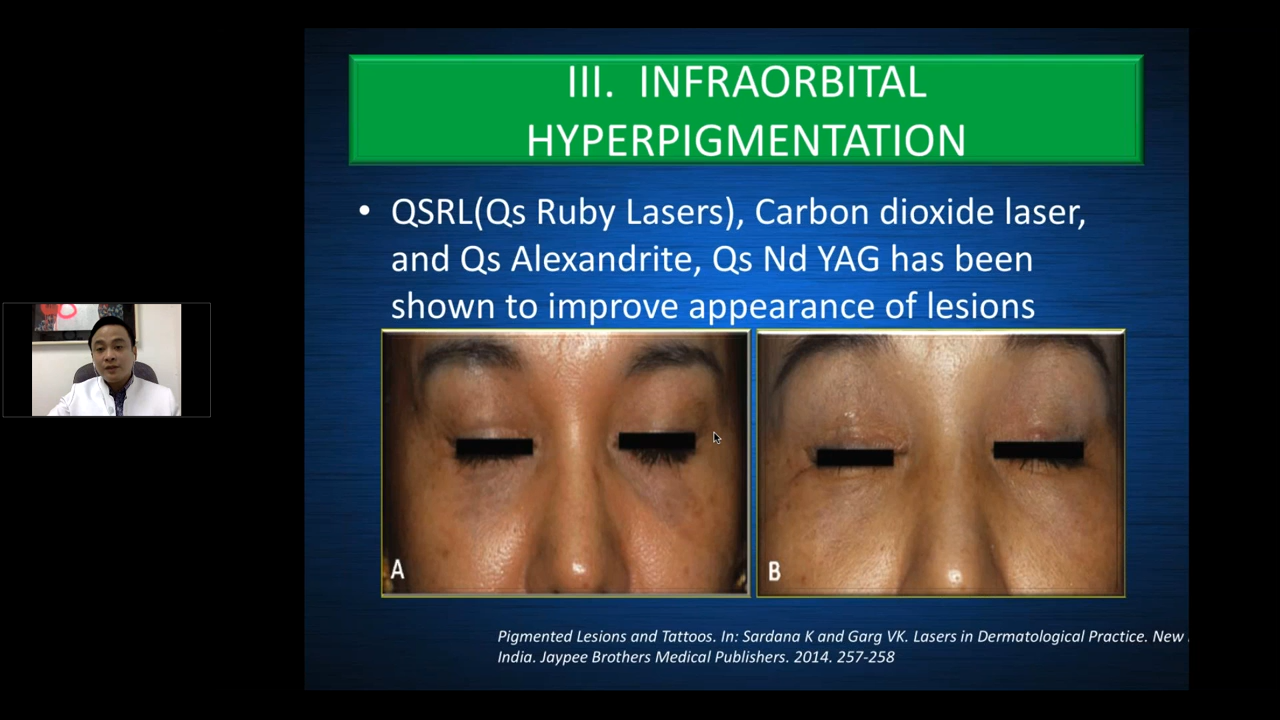 III. INFRAORBITAL
HYPERPIGMENTATION
• QSRL(Qs Ruby Lasers), Carbon dioxide laser,
and Qs Alexandrite, Qs Nd YAG has been
shown to improve appearance of lesions
A
B
Pigmented Lesions and Tattoos. In: Sardana K and Garg VK. Lasers in Dermatological Practice. New
India. Jaypee Brothers Medical Publishers. 2014. 257-258